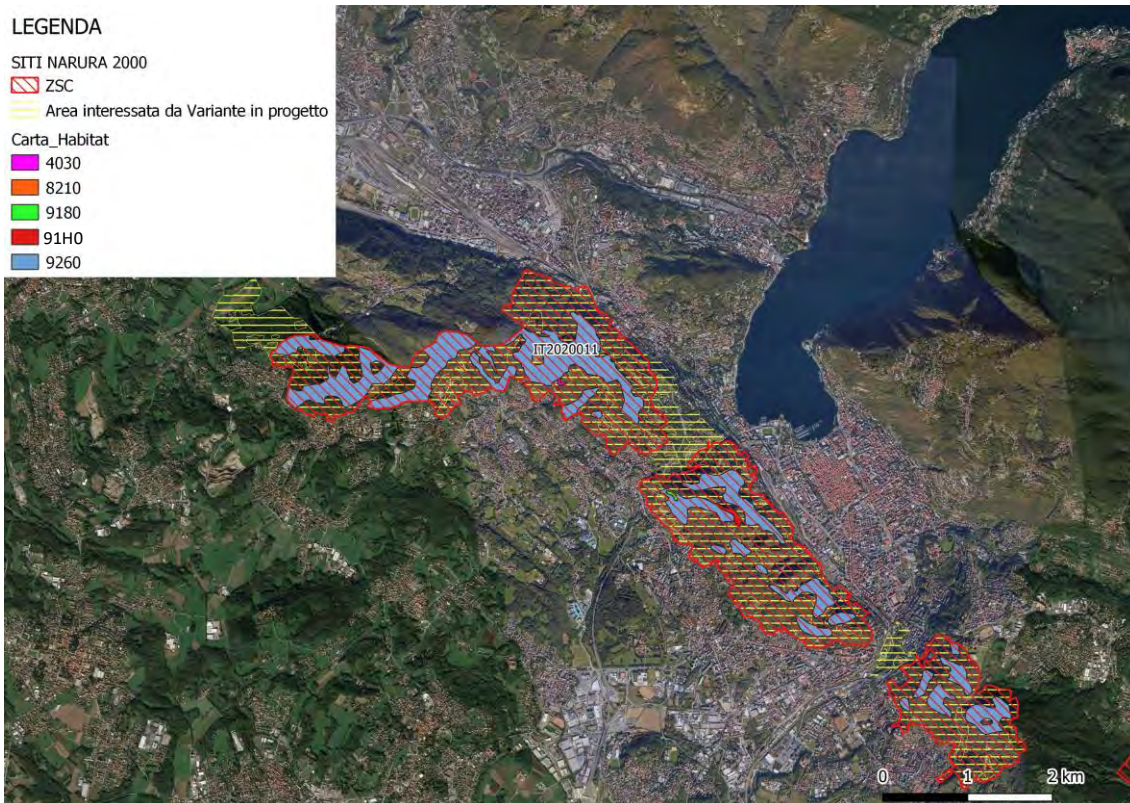 LEGENDA
SITI NARURA 2000
ZSC
Area interessata da Variante in progetto
Carta_Habitat
4030
8210
9180
91H0
9260
IT2020011
0 1 2 km